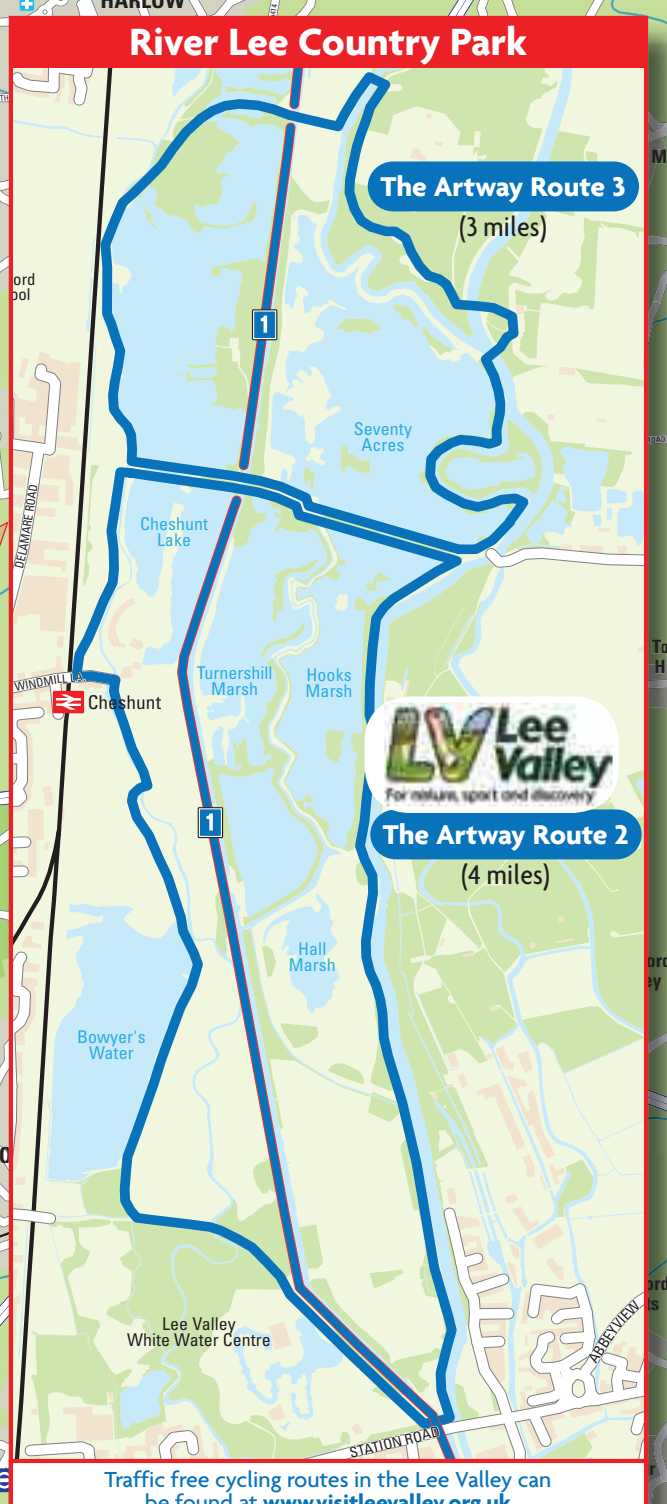 HARLOW
River Lee Country Park
The Artway Route 3
(3 miles)
1
Seventy
Acres
Cheshunt
Lake
DELAMARE ROAD
WINDMILL LA.
Cheshunt
Turnershill
Marsh
Hooks
Marsh
LV Lee
Valley
For nature, sport and discovery
1
The Artway Route 2
(4 miles)
Hall
Marsh
Bowyer's
Water
Lee Valley
White Water Centre
ABBEYVIEW
STATION ROAD
Traffic free cycling routes in the Lee Valley can
be found at www.visitleevalley.org.uk